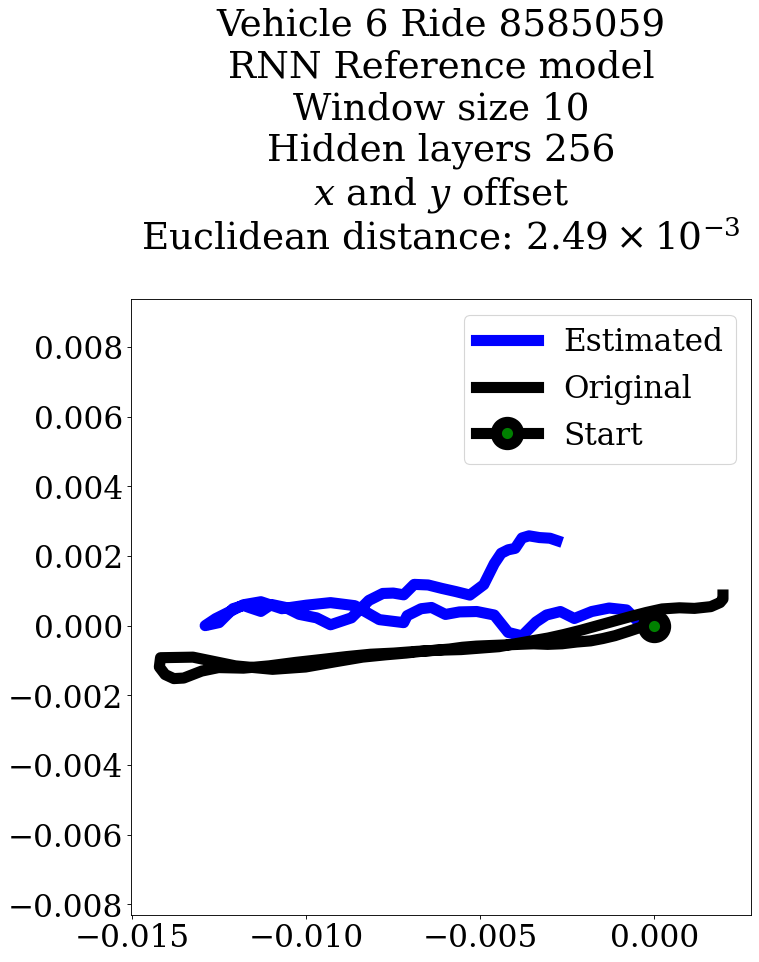 Vehicle 6 Ride 8585059
RNN Reference model
Window size 10
Hidden layers 256
x and y offset
Euclidean distance: 2.49 × 10⁻³
Estimated
Original
Start
0.008
0.006
0.004
0.002
0.000
−0.002
−0.004
−0.006
−0.008
−0.015 −0.010 −0.005 0.000